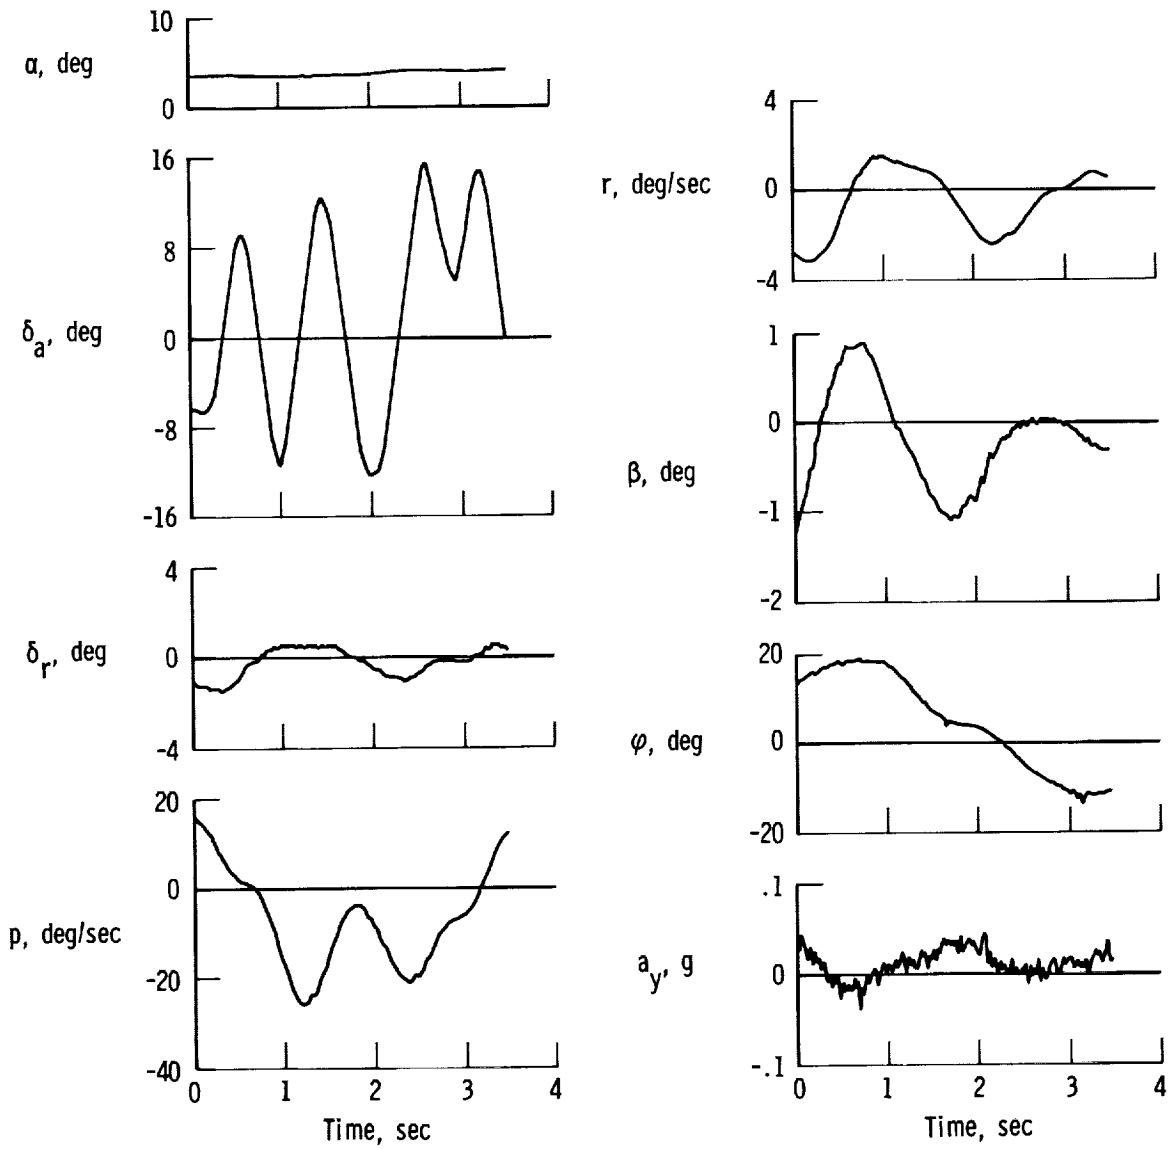 10
α, deg
0
16
8
δa, deg
0
-8
-16
4
δr, deg
0
-4
20
0
p, deg/sec
-20
-40
0 1 2 3 4
Time, sec
4
r, deg/sec
0
-4
1
0
β, deg
-1
-2
20
φ, deg
0
-20
.1
ay, g
0
-.1
0 1 2 3 4
Time, sec